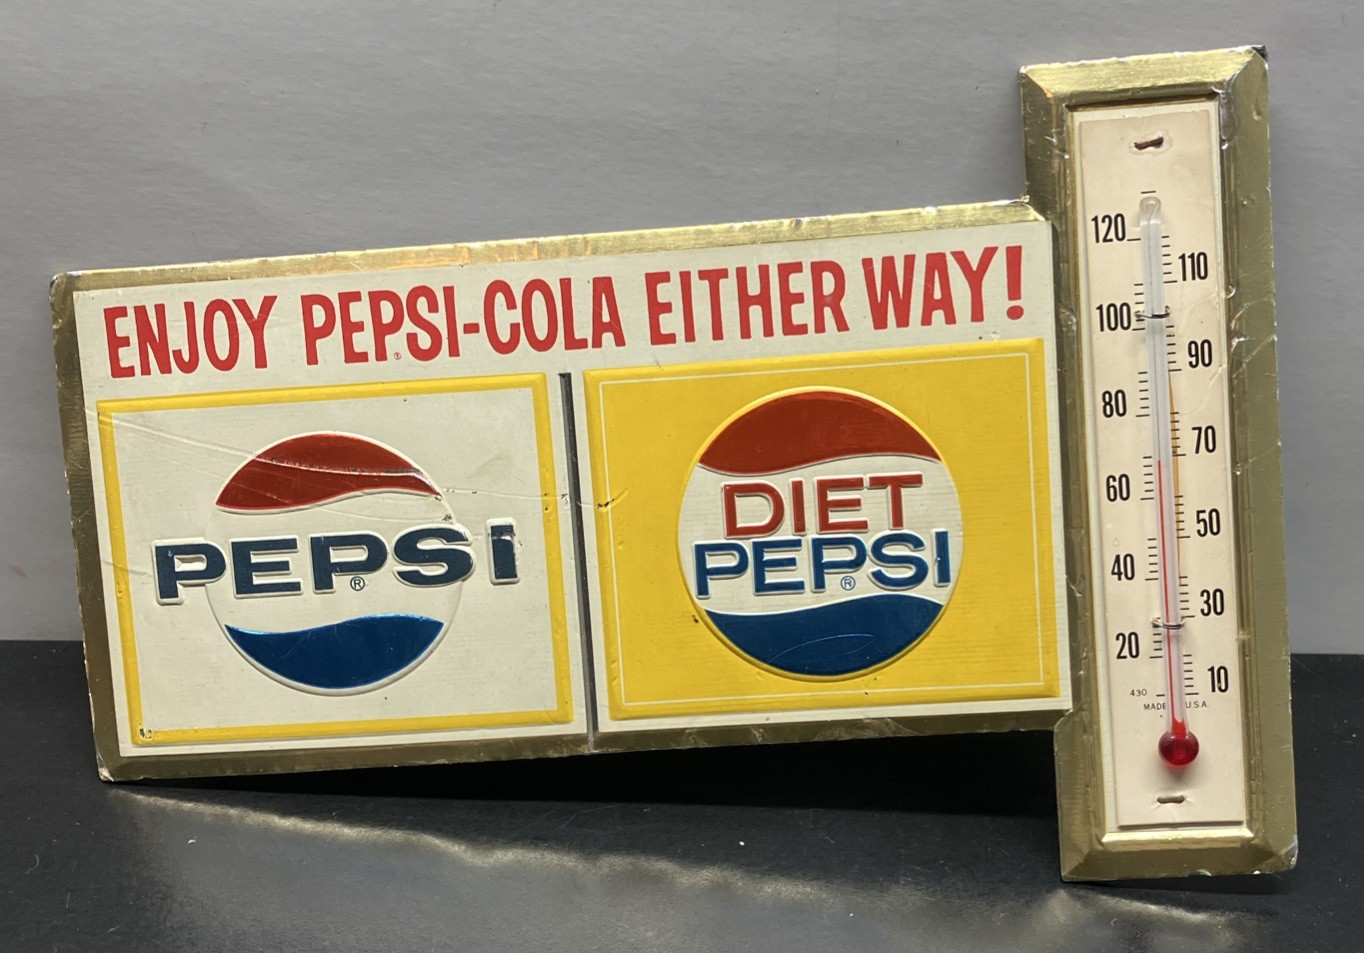 ENJOY PEPSI-COLA EITHER WAY!
PEPSI®
DIET
PEPSI®
120
110
100
90
80
70
60
50
40
30
20
10
430
MADE U.S.A.